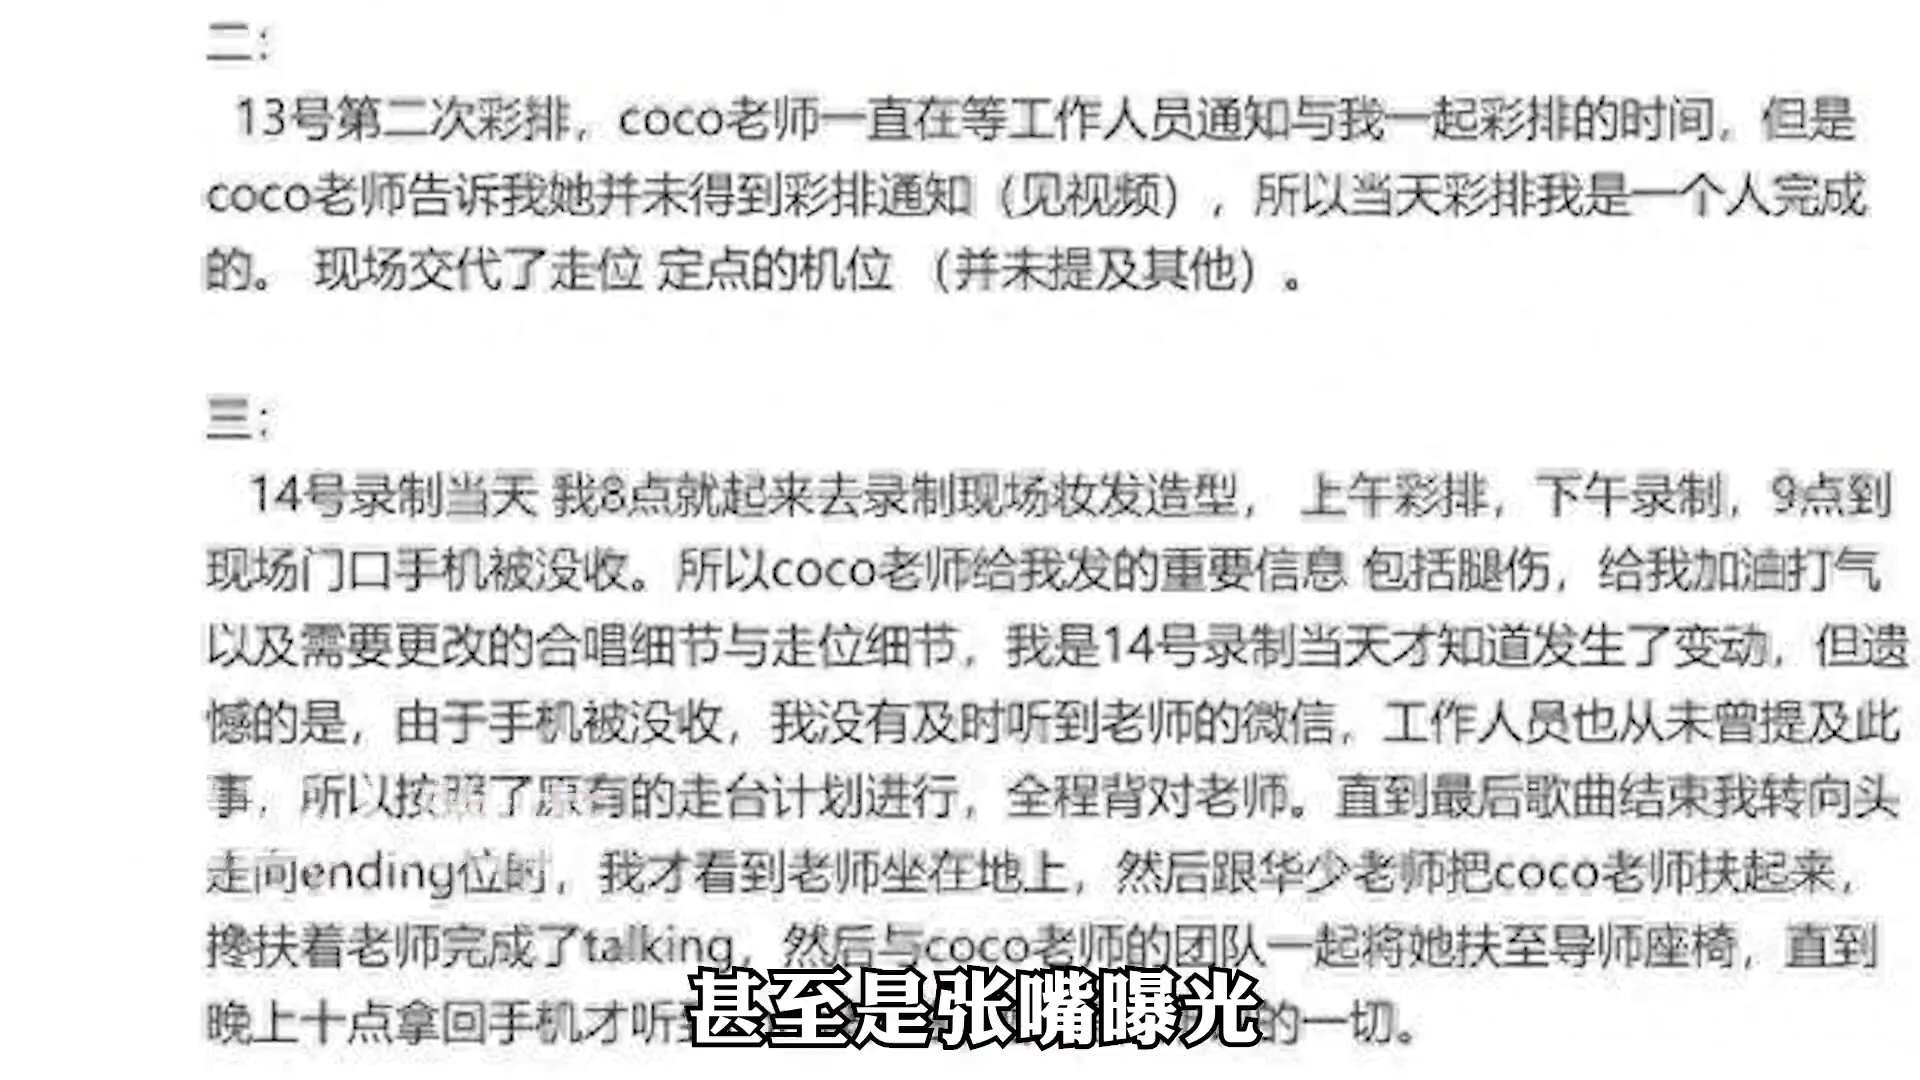 二：
13号第二次彩排，coco老师一直在等工作人员通知与我一起彩排的时间，但是
coco老师告诉我她并未得到彩排通知（见视频），所以当天彩排我是一个人完成
的。 现场交代了走位 定点的机位 （并未提及其他）。
三：
14号录制当天 我8点就起来去录制现场妆发造型， 上午彩排，下午录制，9点到
现场门口手机被没收。所以coco老师给我发的重要信息 包括腿伤，给我加油打气
以及需要更改的合唱细节与走位细节，我是14号录制当天才知道发生了变动，但遗
憾的是，由于手机被没收，我没有及时听到老师的微信，工作人员也从未曾提及此
事，所以按照了原有的走台计划进行，全程背对老师。直到最后歌曲结束我转向头
走向ending位时，我才看到老师坐在地上，然后跟华少老师把coco老师扶起来，
搀扶着老师完成了talking，然后与coco老师的团队一起将她扶至导师座椅，直到
晚上十点拿回手机才听到 的一切。
甚至是张嘴曝光